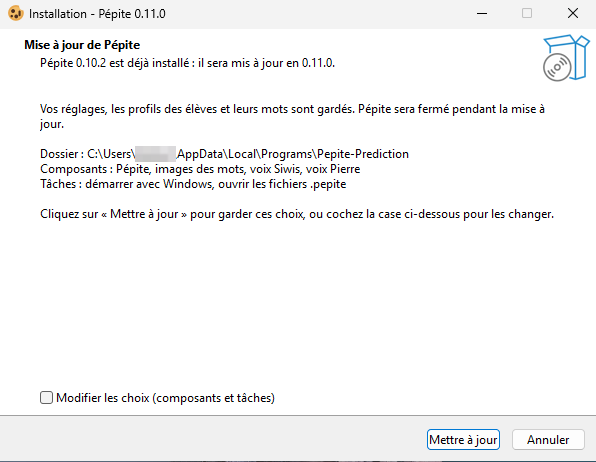 Installation - Pépite 0.11.0
Mise à jour de Pépite
Pépite 0.10.2 est déjà installé : il sera mis à jour en 0.11.0.
Vos réglages, les profils des élèves et leurs mots sont gardés. Pépite sera fermé pendant la mise à
jour.
Dossier : C:\Users\ AppData\Local\Programs\Pepite-Prediction
Composants : Pépite, images des mots, voix Siwis, voix Pierre
Tâches : démarrer avec Windows, ouvrir les fichiers .pepite
Cliquez sur « Mettre à jour » pour garder ces choix, ou cochez la case ci-dessous pour les changer.
Modifier les choix (composants et tâches)
Mettre à jour
Annuler